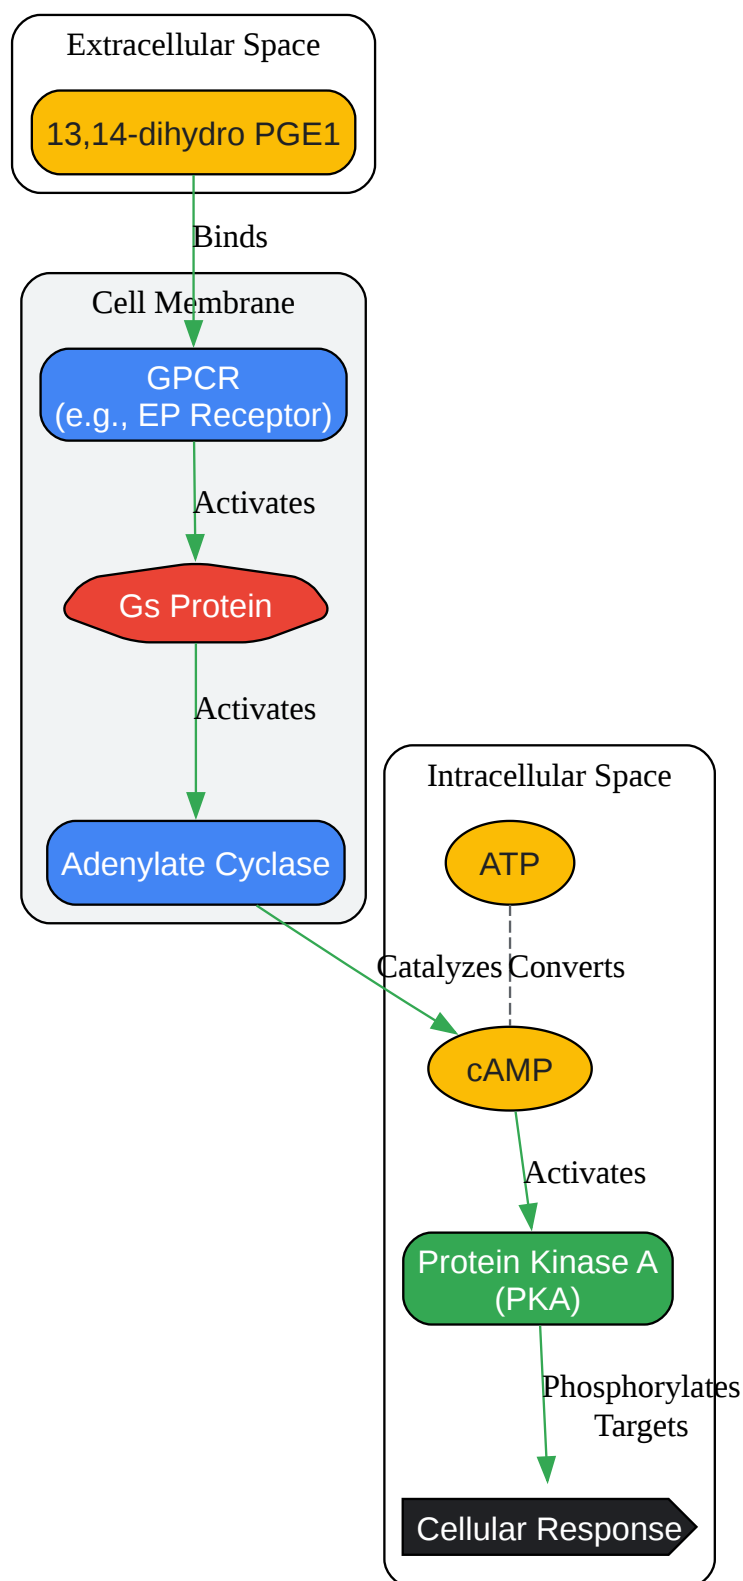 Extracellular Space
13,14-dihydro PGE1
Binds
Cell Membrane
GPCR
(e.g., EP Receptor)
Activates
Gs Protein
Activates
Intracellular Space
Adenylate Cyclase
ATP
Catalyzes
Converts
cAMP
Activates
Protein Kinase A
(PKA)
Phosphorylates
Targets
Cellular Response